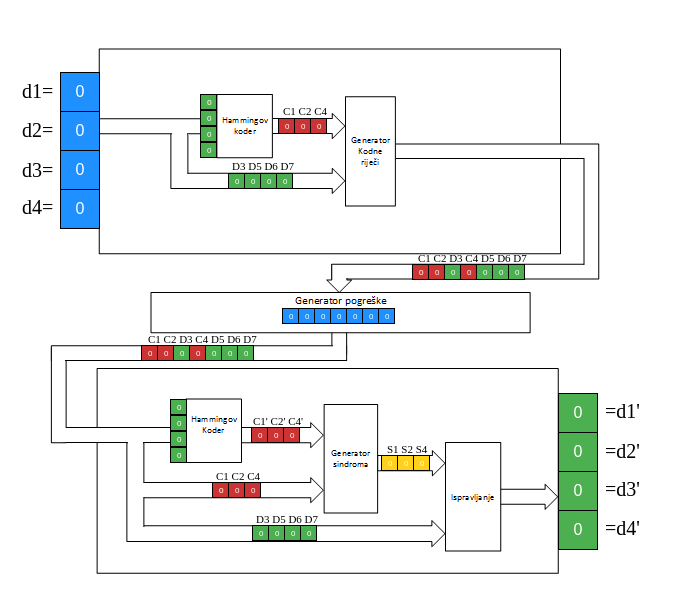 d1= 0
d2= 0
d3= 0
d4= 0
0
0
0
0
Hammingov
koder
C1 C2 C4
0 0 0
D3 D5 D6 D7
0 0 0 0
Generator
Kodne
riječi
C1 C2 D3 C4 D5 D6 D7
0 0 0 0 0 0 0
Generator pogreške
0 0 0 0 0 0 0
C1 C2 D3 C4 D5 D6 D7
0 0 0 0 0 0 0
0
0
0
0
Hammingov
Koder
C1' C2' C4'
0 0 0
C1 C2 C4
0 0 0
D3 D5 D6 D7
0 0 0 0
Generator
sindroma
S1 S2 S4
0 0 0
Ispravljanje
0 =d1'
0 =d2'
0 =d3'
0 =d4'